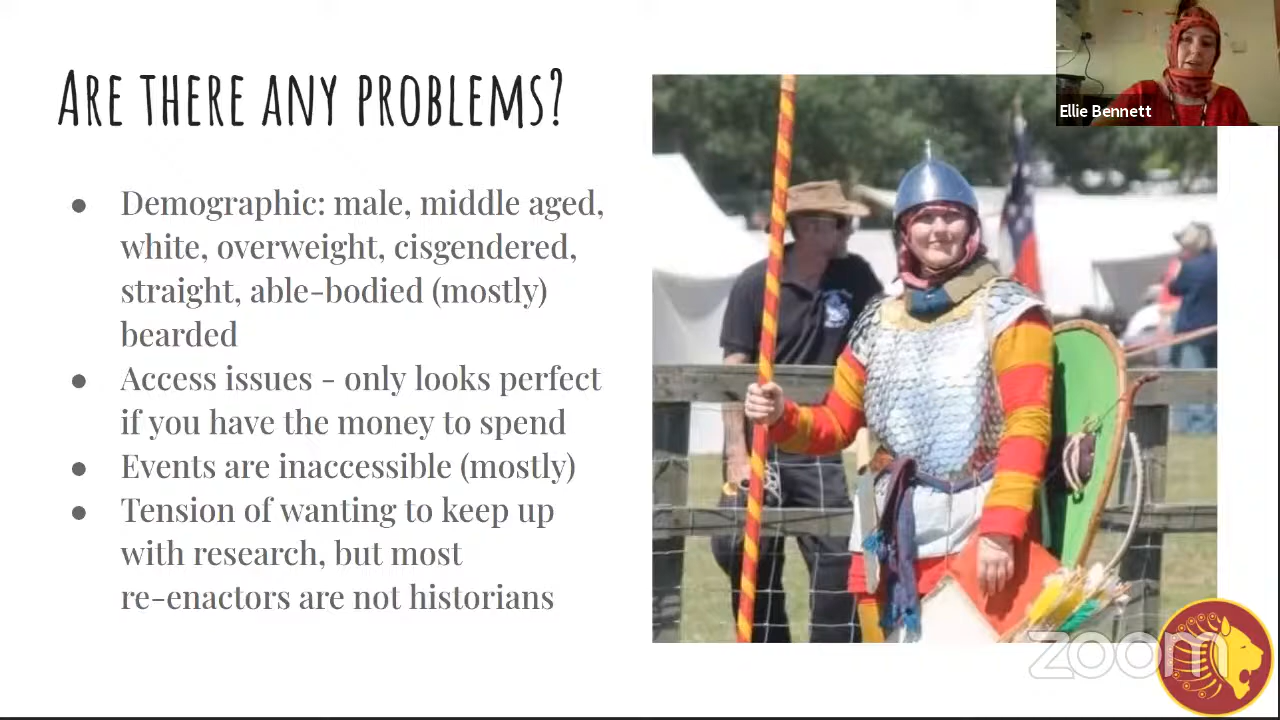 Are there any problems?
Ellie Bennett
● Demographic: male, middle aged,
white, overweight, cisgendered,
straight, able-bodied (mostly)
bearded
● Access issues - only looks perfect
if you have the money to spend
● Events are inaccessible (mostly)
● Tension of wanting to keep up
with research, but most
re-enactors are not historians
zoom